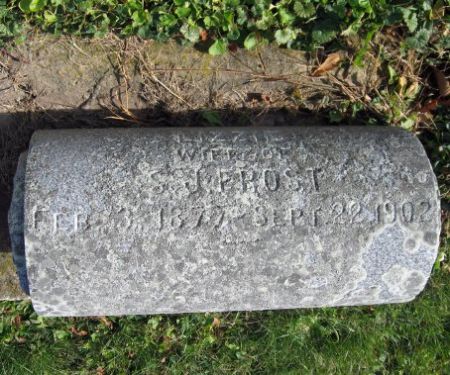 WIFE OF
S.J. FROST
FEB. 3, 1877 - SEPT. 22, 1902